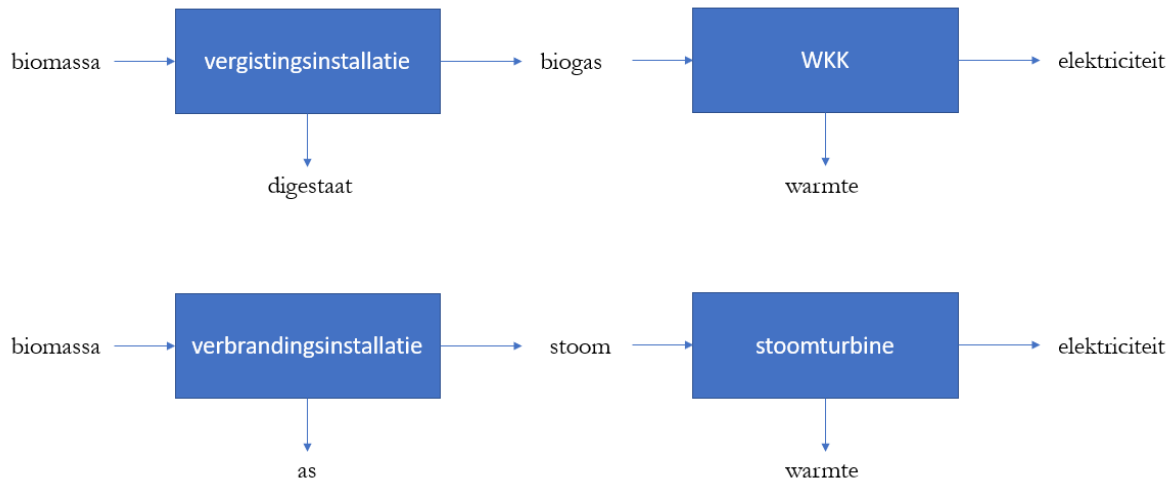 biomassa
vergistingsinstallatie
biogas
WKK
elektriciteit
digestaat
warmte
biomassa
verbrandingsinstallatie
stoom
stoomturbine
elektriciteit
as
warmte